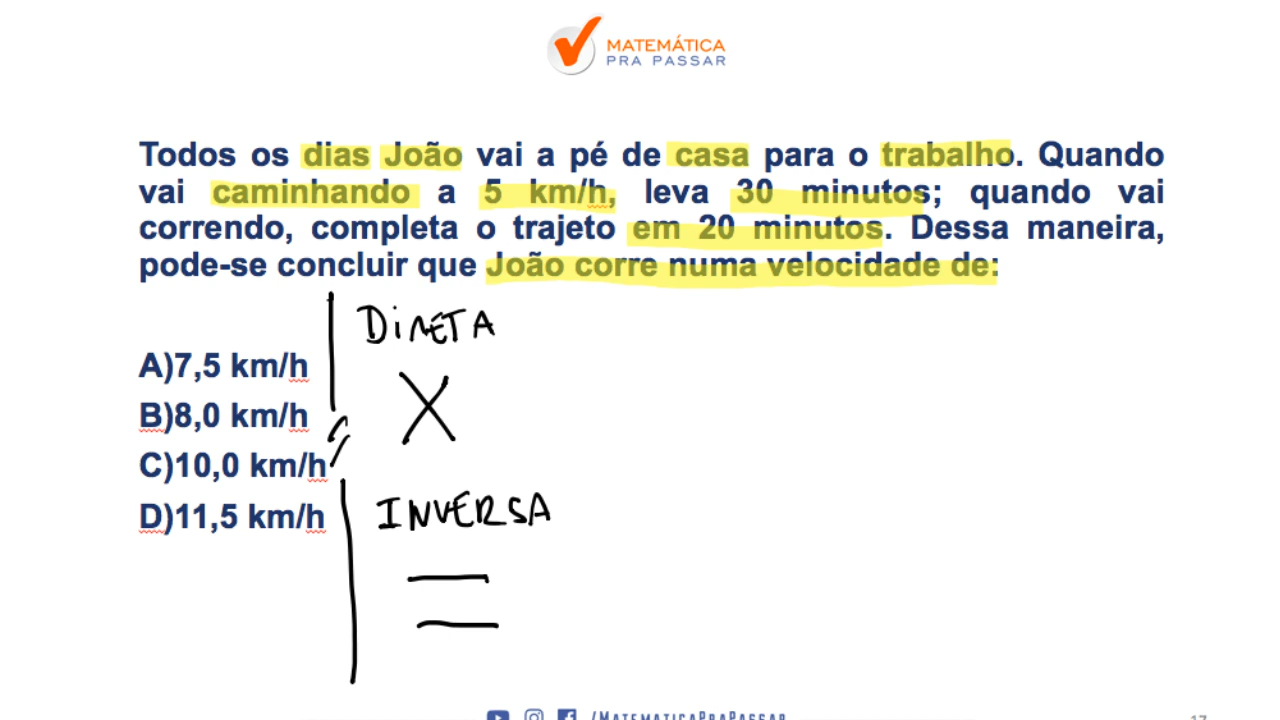 MATEMÁTICA
PRA PASSAR
Todos os dias João vai a pé de casa para o trabalho. Quando
vai caminhando a 5 km/h, leva 30 minutos; quando vai
correndo, completa o trajeto em 20 minutos. Dessa maneira,
pode-se concluir que João corre numa velocidade de:
DIRETA
A)7,5 km/h
B)8,0 km/h
C)10,0 km/h
INVERSA
D)11,5 km/h
/MATEMATICAPRAPASSAR
17